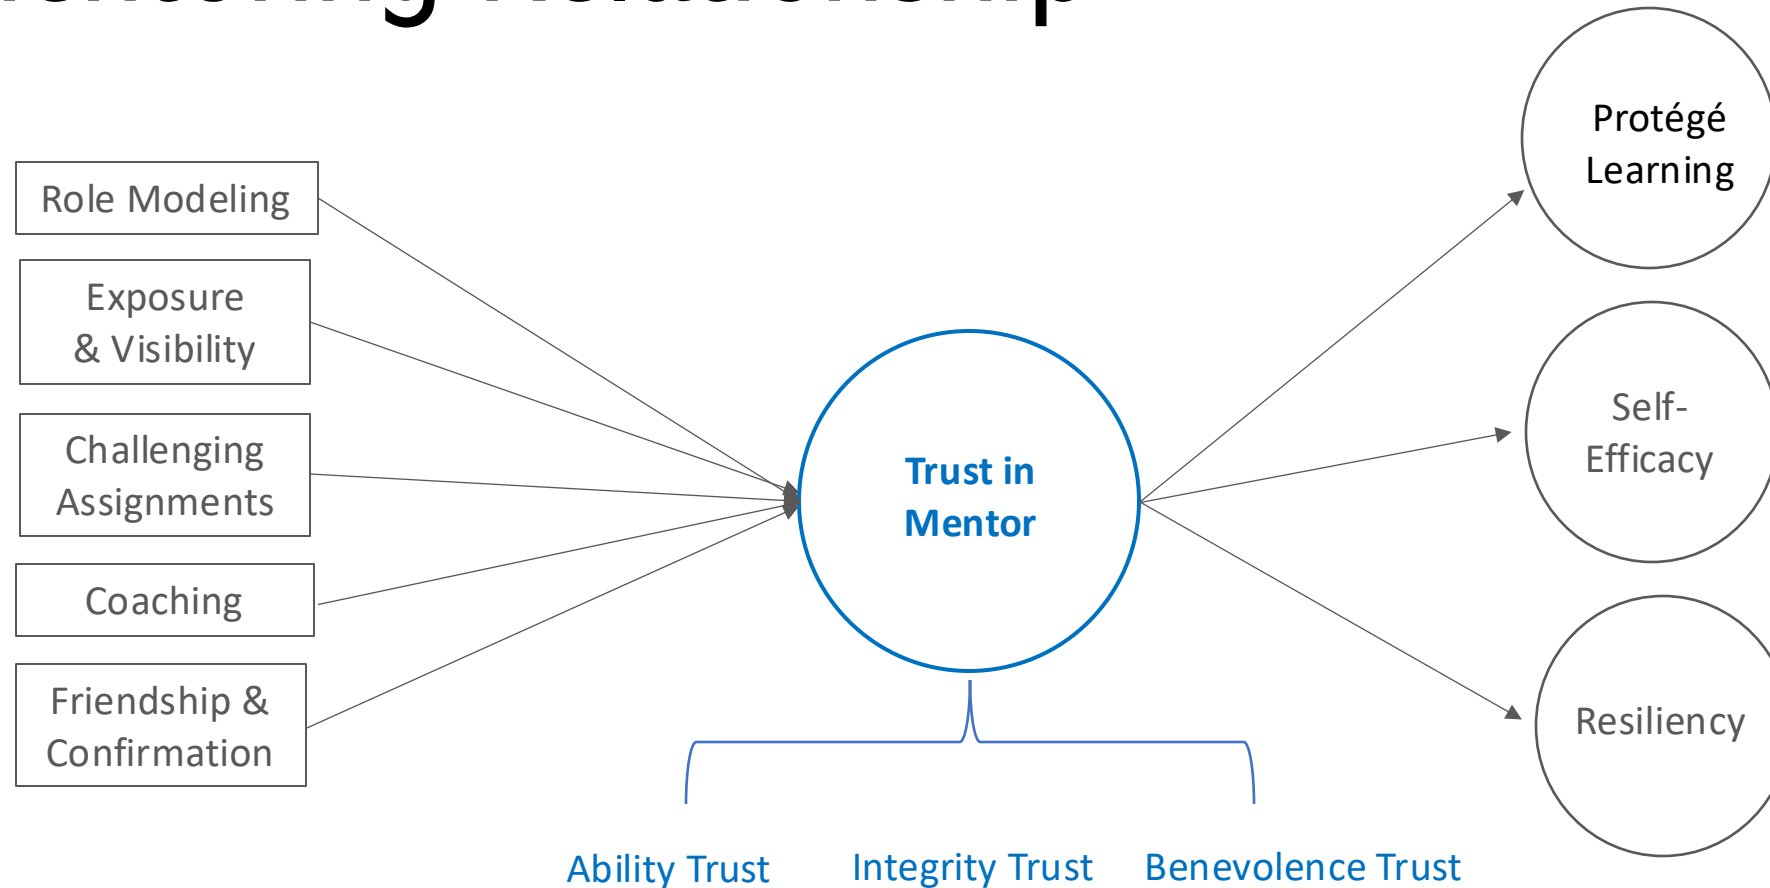 Relationship
Role Modeling
Exposure
& Visibility
Challenging
Assignments
Coaching
Friendship &
Confirmation
Trust in
Mentor
Ability Trust
Integrity Trust
Benevolence Trust
Protégé
Learning
Self-
Efficacy
Resiliency